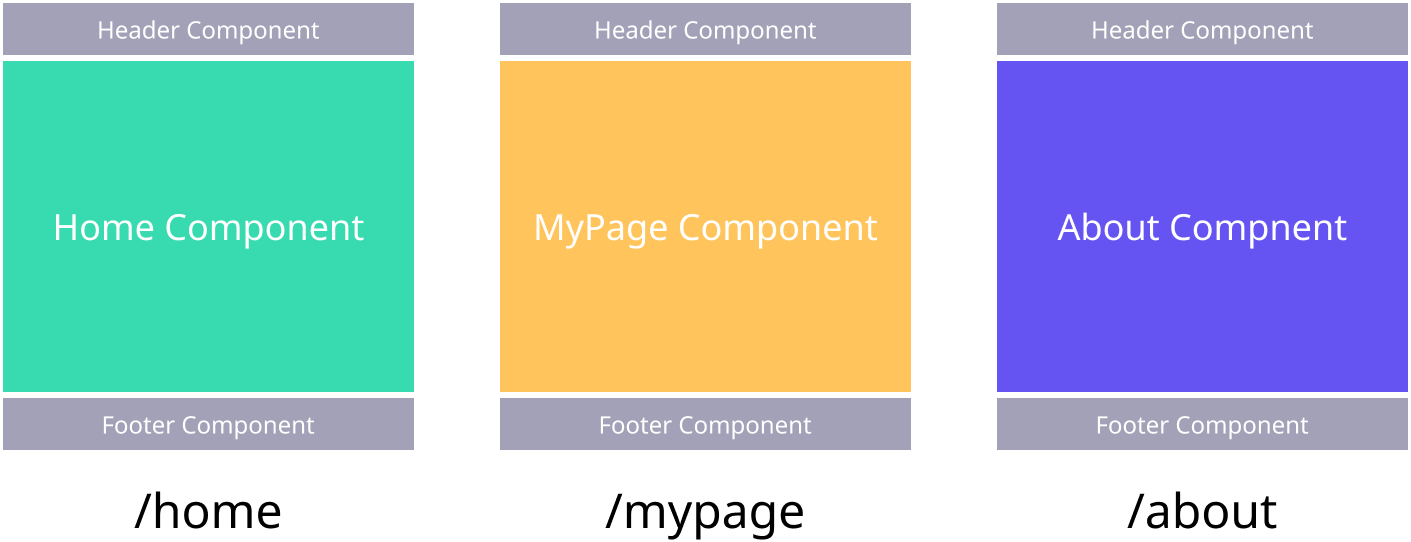 Header Component
Home Component
Footer Component
/home
Header Component
MyPage Component
Footer Component
/mypage
Header Component
About Compnent
Footer Component
/about